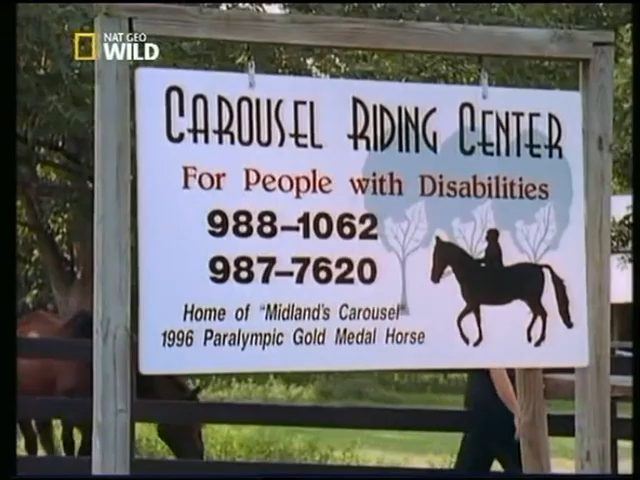 NAT GEO
WILD
CAROUSEL RIDING CENTER
For People with Disabilities
988-1062
987-7620
Home of "Midland's Carousel"
1996 Paralympic Gold Medal Horse